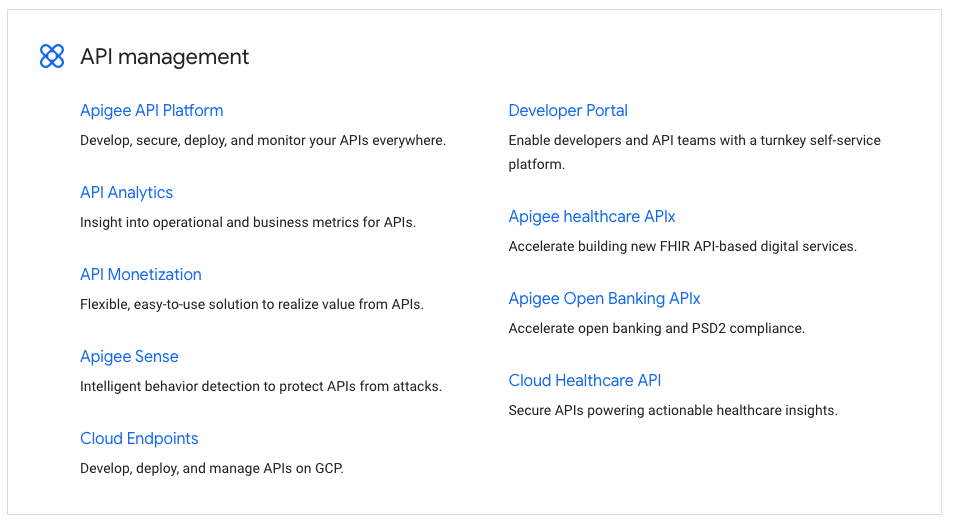 API management
Apigee API Platform
Develop, secure, deploy, and monitor your APIs everywhere.
API Analytics
Insight into operational and business metrics for APIs.
API Monetization
Flexible, easy-to-use solution to realize value from APIs.
Apigee Sense
Intelligent behavior detection to protect APIs from attacks.
Cloud Endpoints
Develop, deploy, and manage APIs on GCP.
Developer Portal
Enable developers and API teams with a turnkey self-service
platform.
Apigee healthcare APIx
Accelerate building new FHIR API-based digital services.
Apigee Open Banking APIx
Accelerate open banking and PSD2 compliance.
Cloud Healthcare API
Secure APIs powering actionable healthcare insights.